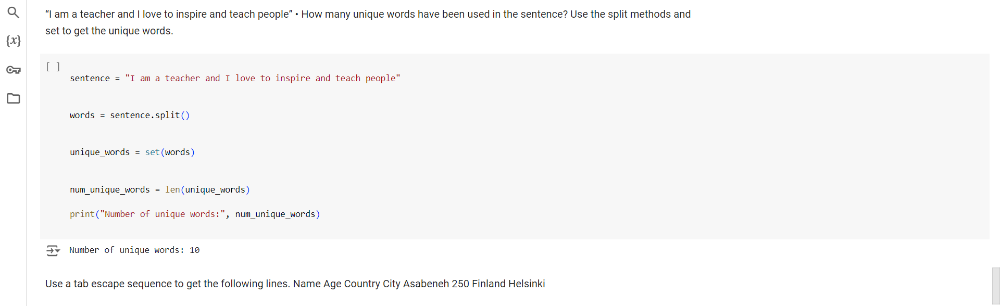 “I am a teacher and I love to inspire and teach people” • How many unique words have been used in the sentence? Use the split methods and
set to get the unique words.
{x}
[ ]
sentence = "I am a teacher and I love to inspire and teach people"
words = sentence.split()
unique_words = set(words)
num_unique_words = len(unique_words)
print("Number of unique words:", num_unique_words)
Number of unique words: 10
Use a tab escape sequence to get the following lines. Name Age Country City Asabeneh 250 Finland Helsinki